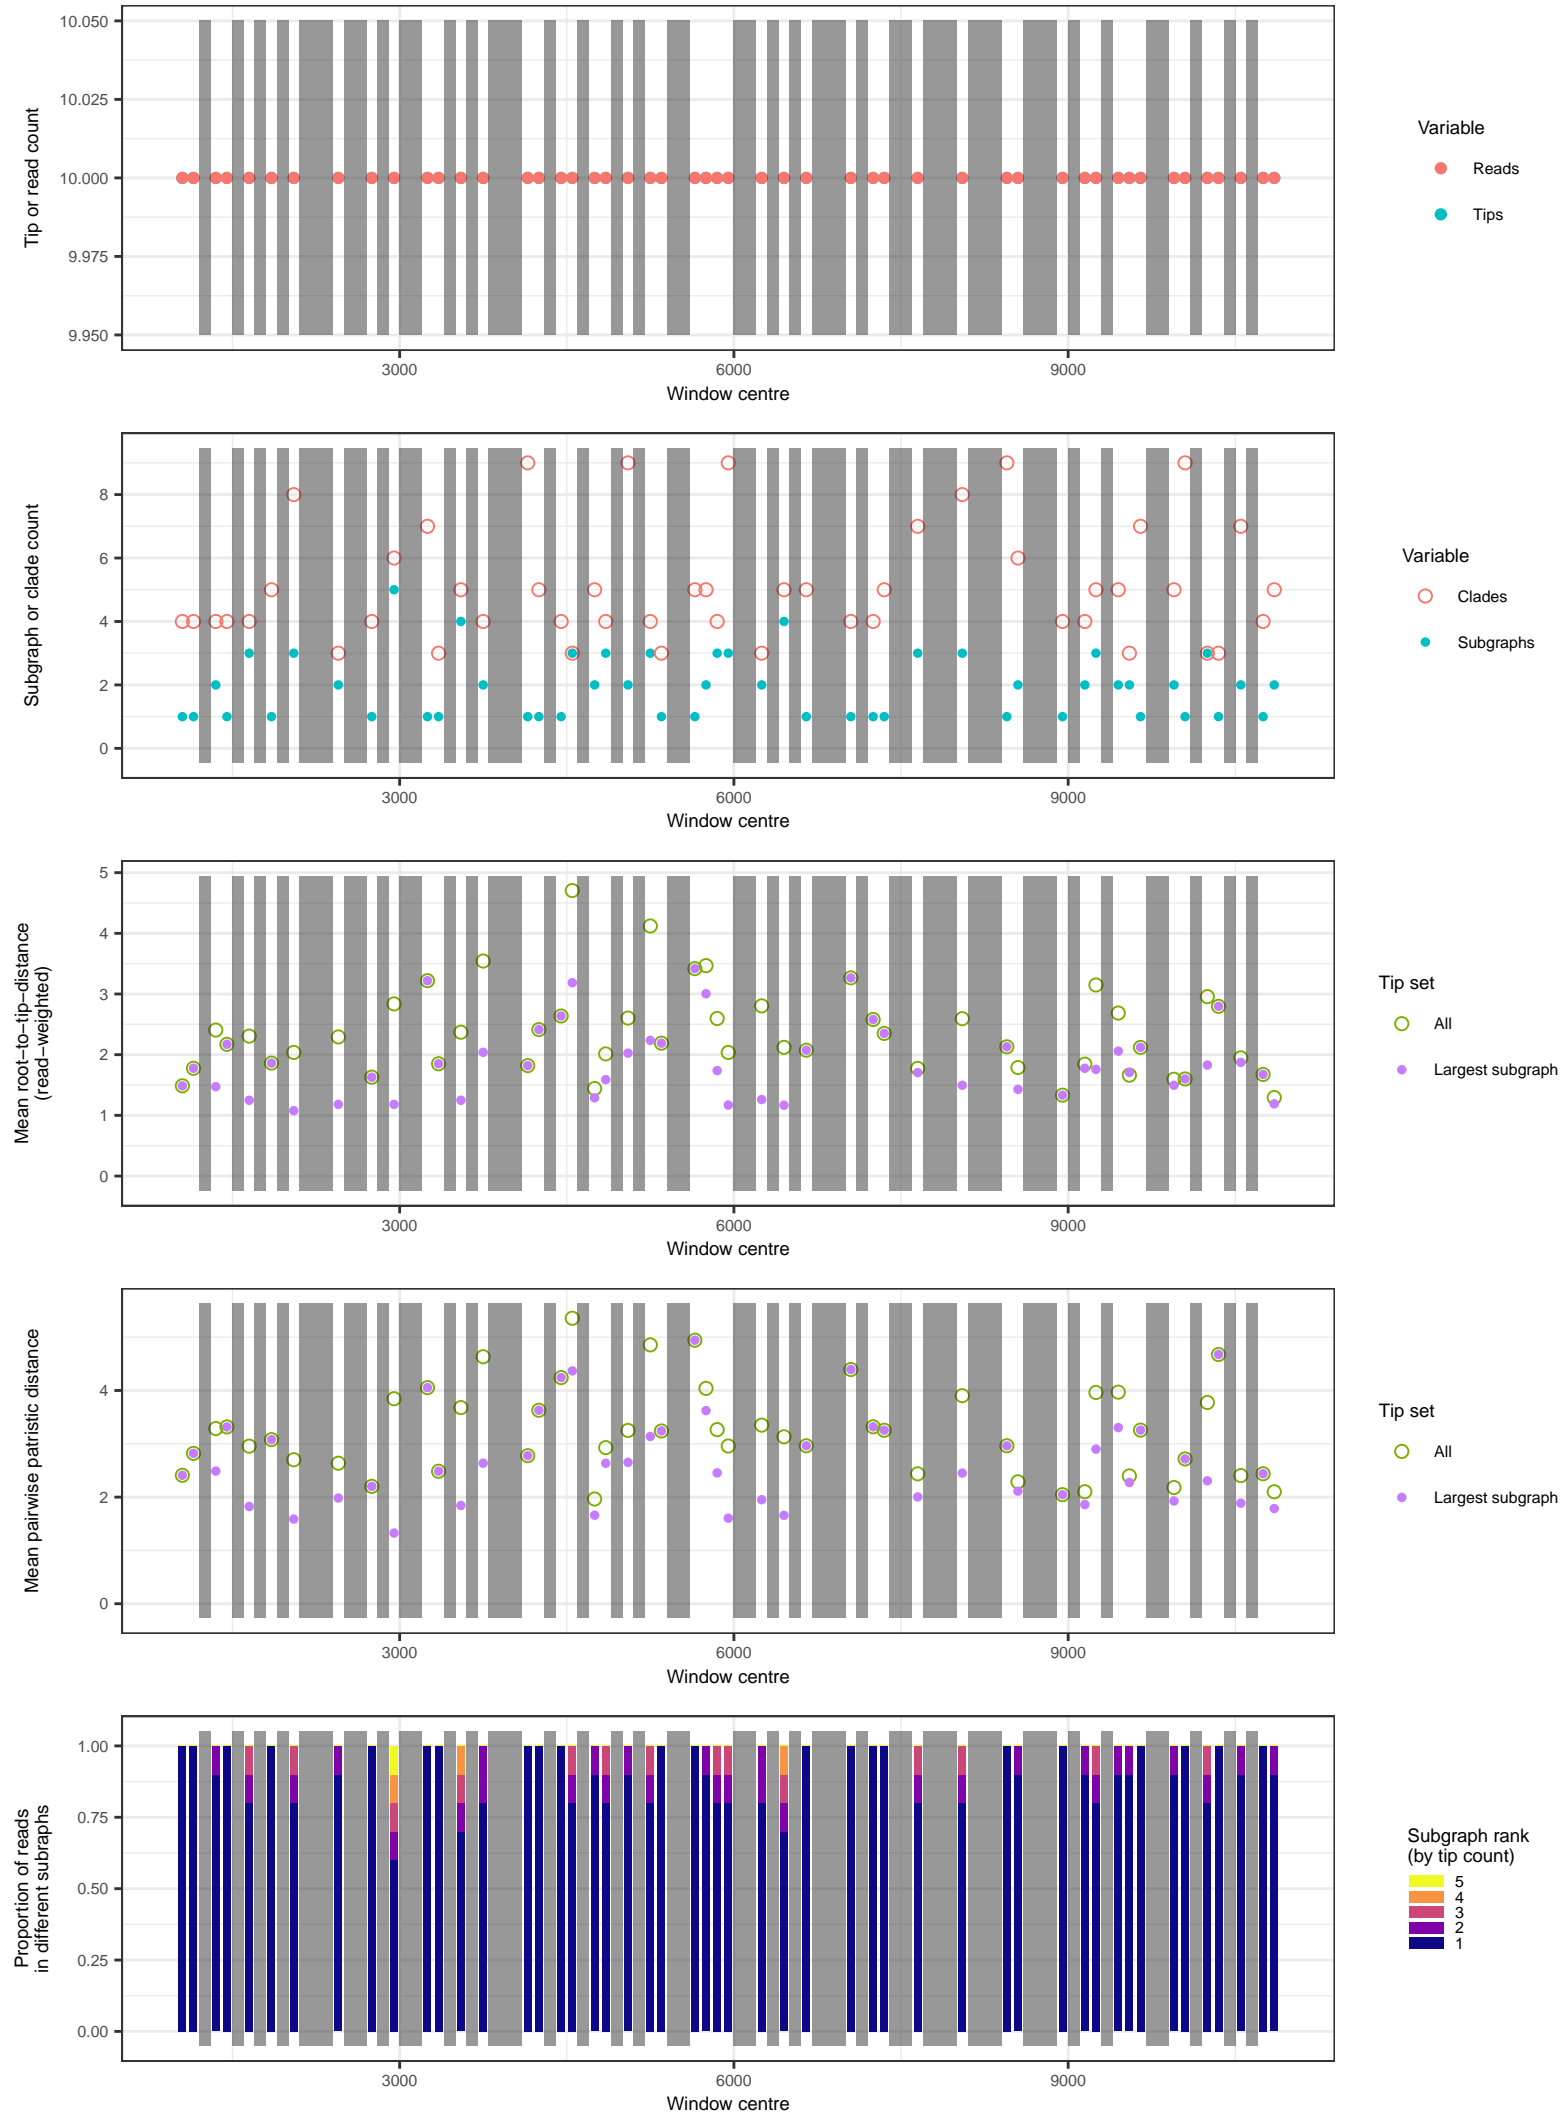 10.050
10.025
10.000
9.975
9.950
Tip or read count
3000
6000
9000
Window centre
Variable
Reads
Tips
8
6
4
2
0
Subgraph or clade count
3000
6000
9000
Window centre
Variable
Clades
Subgraphs
5
4
3
2
1
0
Mean root−to−tip−distance
(read−weighted)
3000
6000
9000
Window centre
Tip set
All
Largest subgraph
4
2
0
Mean pairwise patristic distance
3000
6000
9000
Window centre
Tip set
All
Largest subgraph
1.00
0.75
0.50
0.25
0.00
Proportion of reads
in different subraphs
3000
6000
9000
Window centre
Subgraph rank
(by tip count)
5
4
3
2
1